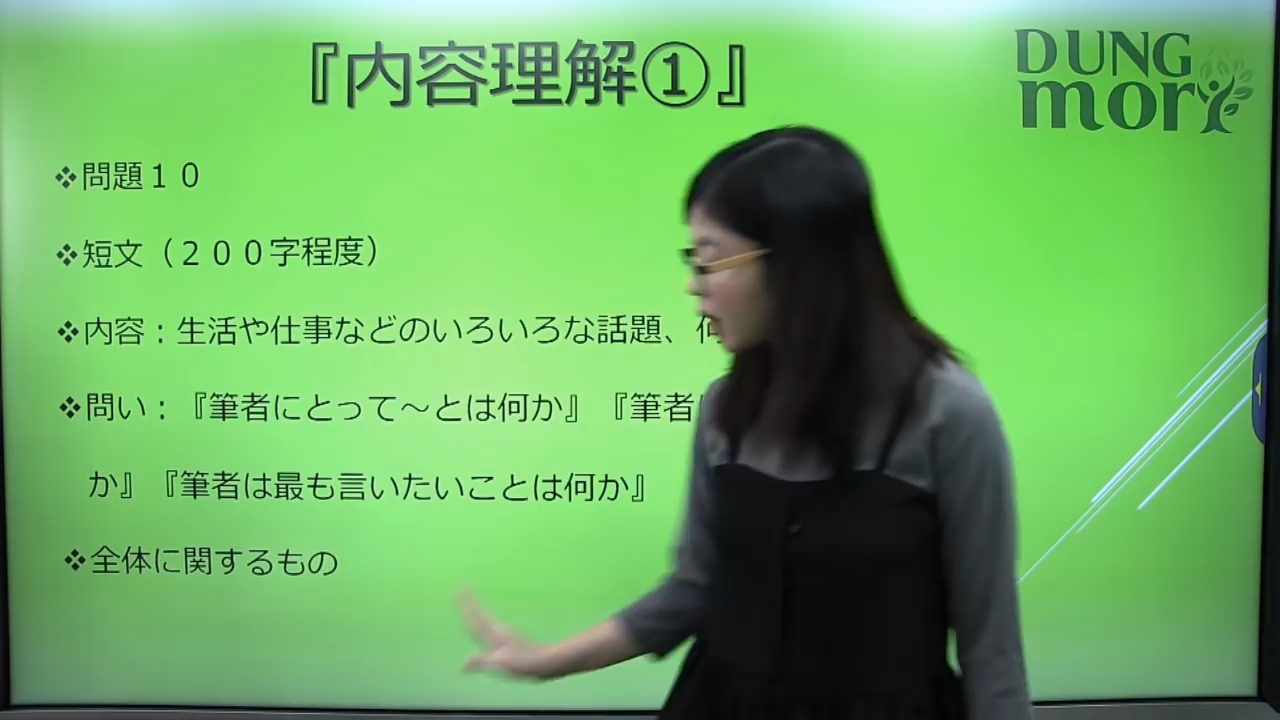 『内容理解①』
DUNG
mori
❖問題１０
❖短文（２００字程度）
❖内容：生活や仕事などのいろいろな話題、
❖問い：『筆者にとって～とは何か』『筆者
か』『筆者は最も言いたいことは何か』
❖全体に関するもの